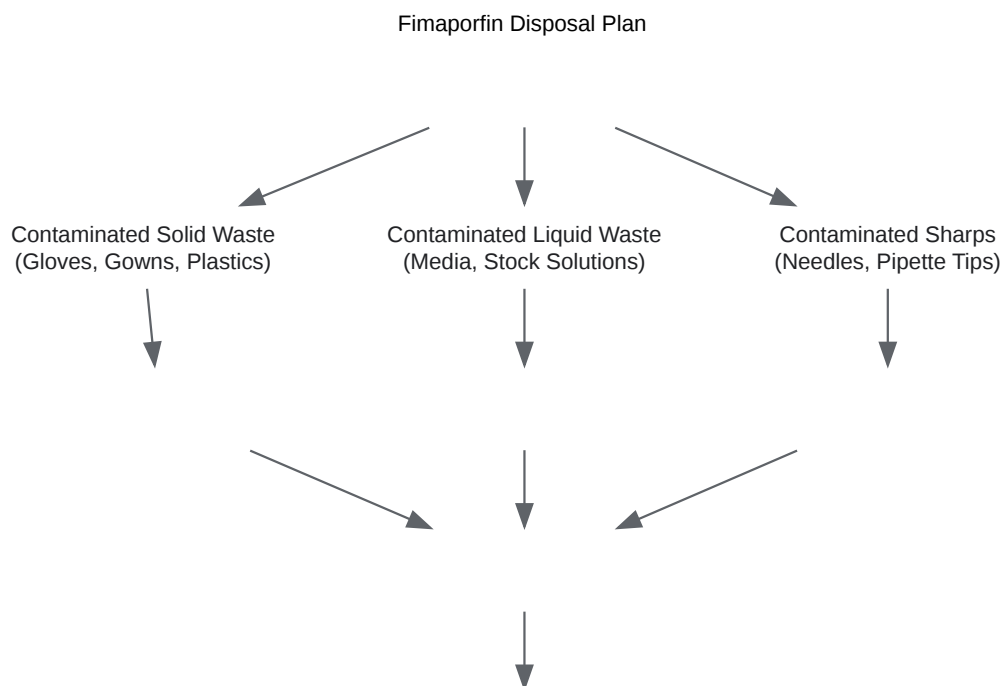 Fimaporfin Disposal Plan
Contaminated Solid Waste
(Gloves, Gowns, Plastics)
Contaminated Liquid Waste
(Media, Stock Solutions)
Contaminated Sharps
(Needles, Pipette Tips)